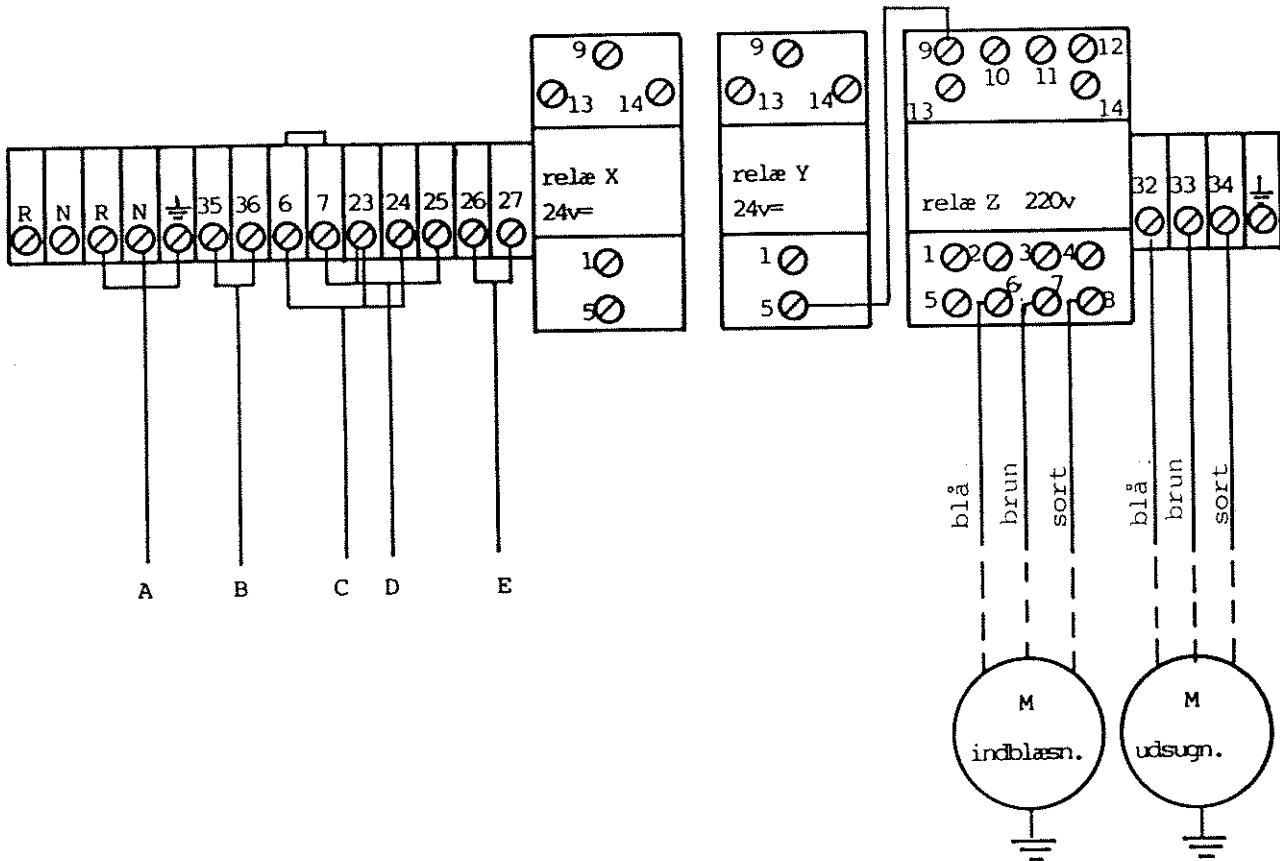 9
13 14
9
13 14
9 10 11 12
13 14
R N R N 35 36 6 7 23 24 25 26 27
relæ X
24v=
relæ Y
24v=
relæ Z 220v
32 33 34
1
5
1
5
1 2 3 4
5 6 7 8
blå brun sort blå brun sort
A B C D E
M
indblæsn.
M
udsugn.